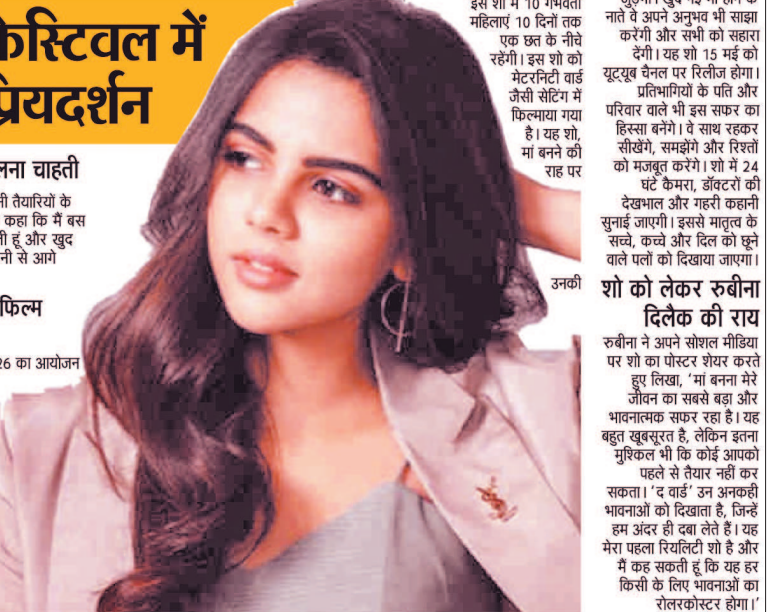 में
प्रियदर्शन
चाहती
तैयारियों के
कहा कि मैं बस
हूं और खुद
से आगे
फिल्म
का आयोजन
इस शो में 10 गर्भवती
महिलाएं 10 दिनों तक
एक छत के नीचे
रहेंगी। इस शो को
मेटरनिटी वार्ड
जैसी सेटिंग में
फिल्माया गया
है। यह शो,
मां बनने की
राह पर
उनकी
नाते वे अपने अनुभव भी साझा
करेंगी और सभी को सहारा
देंगी। यह शो 15 मई को
यूट्यूब चैनल पर रिलीज होगा।
प्रतिभागियों के पति और
परिवार वाले भी इस सफर का
हिस्सा बनेंगे। वे साथ रहकर
सीखेंगे, समझेंगे और रिश्तों
को मजबूत करेंगे। शो में 24
घंटे कैमरा, डॉक्टरों की
देखभाल और गहरी कहानी
सुनाई जाएगी। इससे मातृत्व के
सच्चे, कच्चे और दिल को छूने
वाले पलों को दिखाया जाएगा।
शो को लेकर रुबीना
दिलैक की राय
रुबीना ने अपने सोशल मीडिया
पर शो का पोस्टर शेयर करते
हुए लिखा, ‘मां बनना मेरे
जीवन का सबसे बड़ा और
भावनात्मक सफर रहा है। यह
बहुत खूबसूरत है, लेकिन इतना
मुश्किल भी कि कोई आपको
पहले से तैयार नहीं कर
सकता। ‘द वार्ड’ उन अनकही
भावनाओं को दिखाता है, जिन्हें
हम अंदर ही दबा लेते हैं। यह
मेरा पहला रियलिटी शो है और
मैं कह सकती हूं कि यह हर
किसी के लिए भावनाओं का
रोलरकोस्टर होगा।’